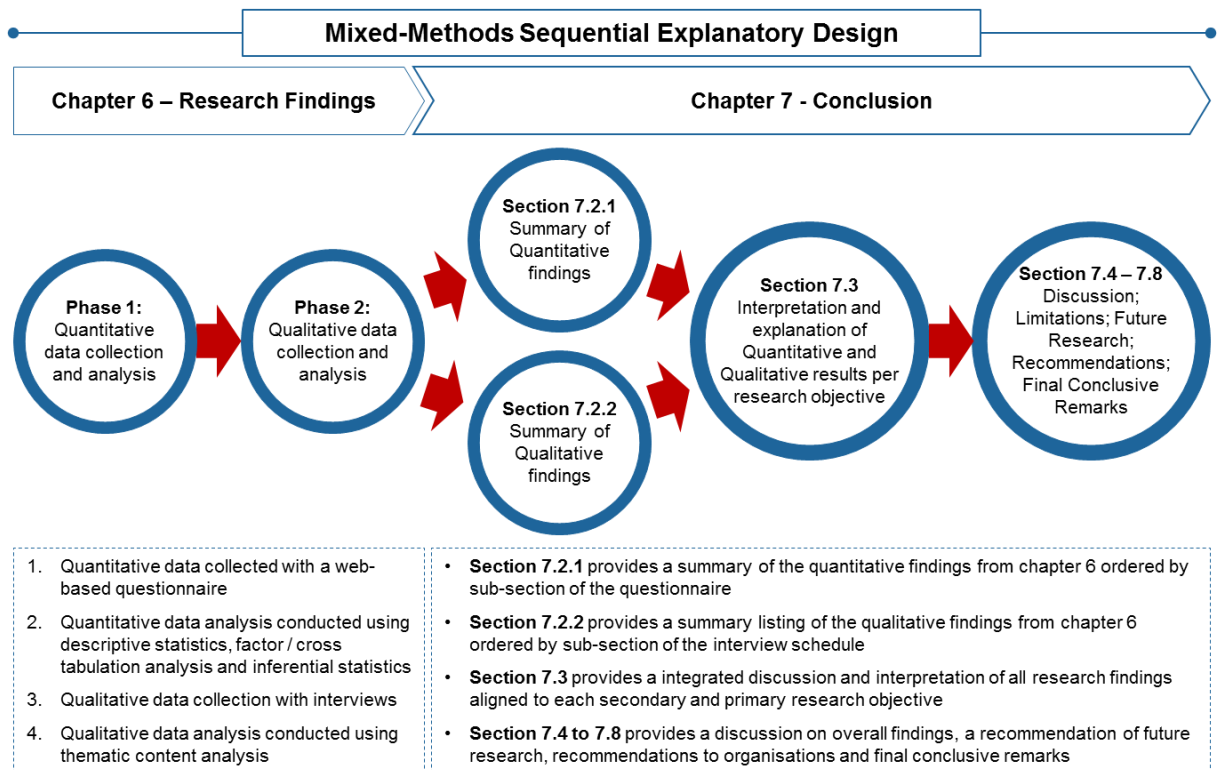 Mixed-Methods Sequential Explanatory Design
Chapter 6 – Research Findings
Chapter 7 - Conclusion
Phase 1:
Quantitative
data collection
and analysis
Phase 2:
Qualitative data
collection and
analysis
Section 7.2.1
Summary of
Quantitative
findings
Section 7.2.2
Summary of
Qualitative
findings
Section 7.3
Interpretation and
explanation of
Quantitative and
Qualitative results per
research objective
Section 7.4 – 7.8
Discussion;
Limitations; Future
Research;
Recommendations;
Final Conclusive
Remarks
1. Quantitative data collected with a web-
based questionnaire
2. Quantitative data analysis conducted using
descriptive statistics, factor / cross
tabulation analysis and inferential statistics
3. Qualitative data collection with interviews
4. Qualitative data analysis conducted using
thematic content analysis
• Section 7.2.1 provides a summary of the quantitative findings from chapter 6 ordered by
sub-section of the questionnaire
• Section 7.2.2 provides a summary listing of the qualitative findings from chapter 6
ordered by sub-section of the interview schedule
• Section 7.3 provides a integrated discussion and interpretation of all research findings
aligned to each secondary and primary research objective
• Section 7.4 to 7.8 provides a discussion on overall findings, a recommendation of future
research, recommendations to organisations and final conclusive remarks